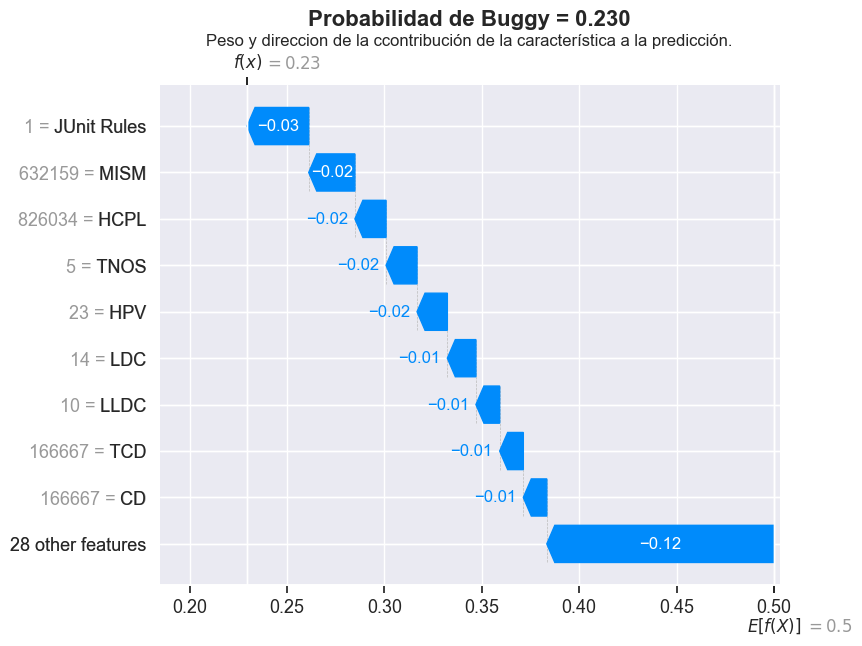 Probabilidad de Buggy = 0.230
Peso y direccion de la ccontribución de la característica a la predicción.
f(x) = 0.23
1 = JUnit Rules −0.03
632159 = MISM −0.02
826034 = HCPL −0.02
5 = TNOS −0.02
23 = HPV −0.02
14 = LDC −0.01
10 = LLDC −0.01
166667 = TCD −0.01
166667 = CD −0.01
28 other features −0.12
0.20 0.25 0.30 0.35 0.40 0.45 0.50
E[f(X)] = 0.5